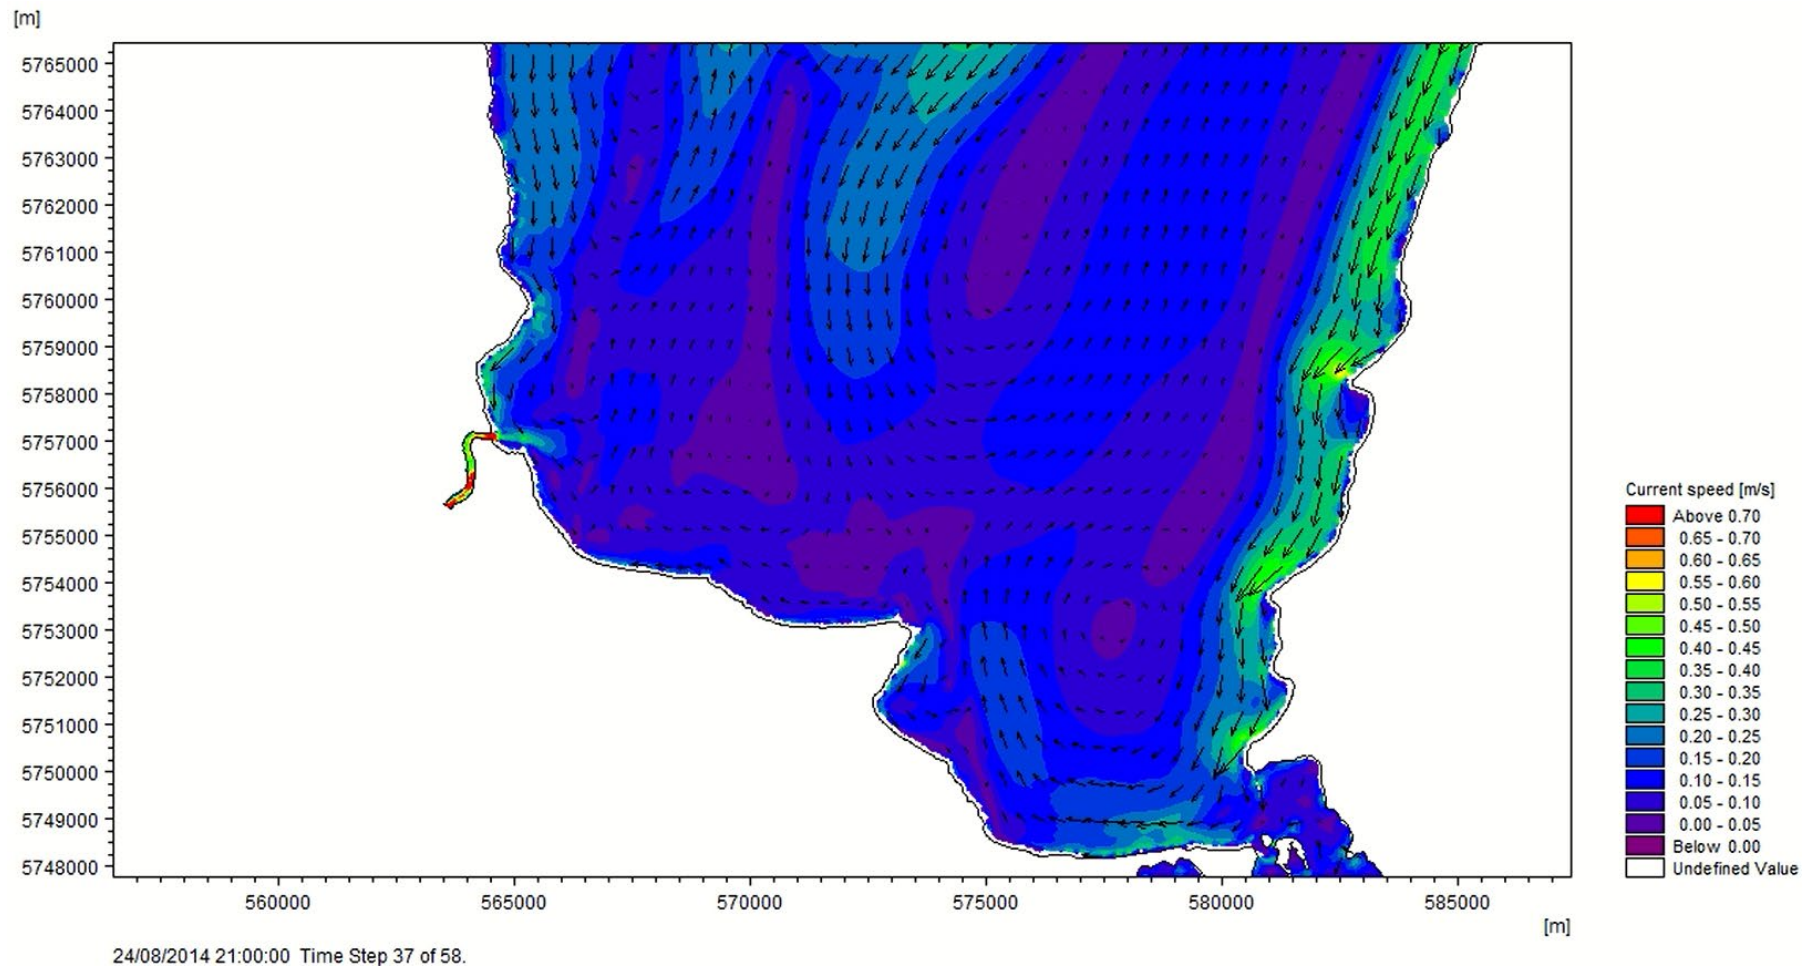 [m]
5765000
5764000
5763000
5762000
5761000
5760000
5759000
5758000
5757000
5756000
5755000
5754000
5753000
5752000
5751000
5750000
5749000
5748000
560000 565000 570000 575000 580000 585000
[m]
Current speed [m/s]
Above 0.70
0.65 - 0.70
0.60 - 0.65
0.55 - 0.60
0.50 - 0.55
0.45 - 0.50
0.40 - 0.45
0.35 - 0.40
0.30 - 0.35
0.25 - 0.30
0.20 - 0.25
0.15 - 0.20
0.10 - 0.15
0.05 - 0.10
0.00 - 0.05
Below 0.00
Undefined Value
24/08/2014 21:00:00 Time Step 37 of 58.